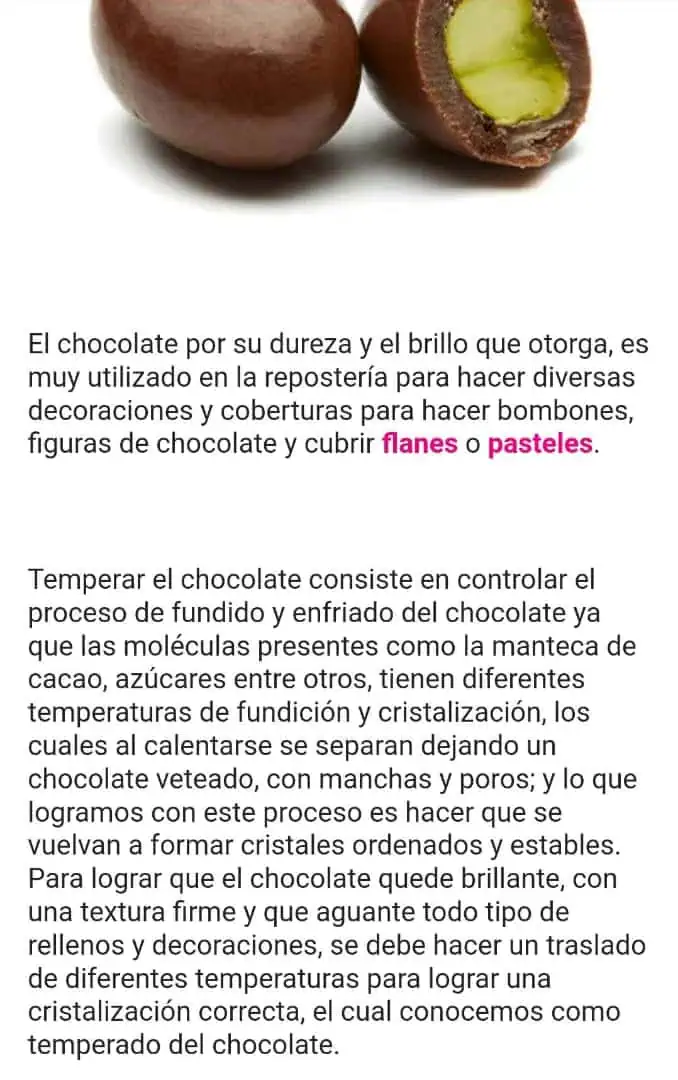 El chocolate por su dureza y el brillo que otorga, es
muy utilizado en la repostería para hacer diversas
decoraciones y coberturas para hacer bombones,
figuras de chocolate y cubrir flanes o pasteles.
Temperar el chocolate consiste en controlar el
proceso de fundido y enfriado del chocolate ya
que las moléculas presentes como la manteca de
cacao, azúcares entre otros, tienen diferentes
temperaturas de fundición y cristalización, los
cuales al calentarse se separan dejando un
chocolate veteado, con manchas y poros; y lo que
logramos con este proceso es hacer que se
vuelvan a formar cristales ordenados y estables.
Para lograr que el chocolate quede brillante, con
una textura firme y que aguante todo tipo de
rellenos y decoraciones, se debe hacer un traslado
de diferentes temperaturas para lograr una
cristalización correcta, el cual conocemos como
temperado del chocolate.